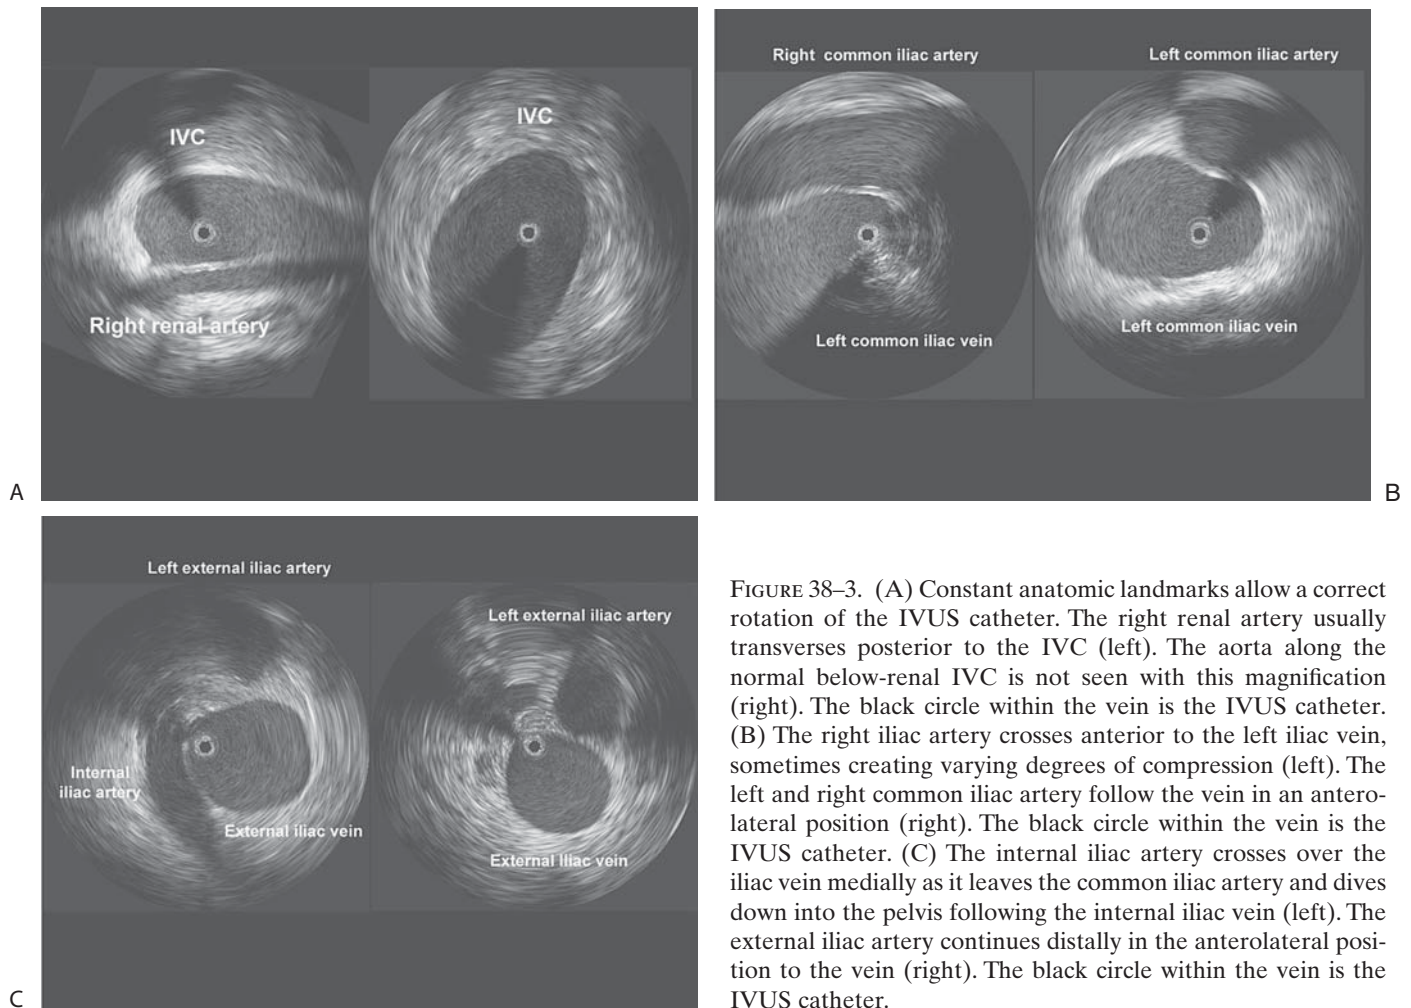 IVC
IVC
Right renal artery
A
Right common iliac artery
Left common iliac artery
Left common iliac vein
Left common iliac vein
B
Left external iliac artery
Left external iliac artery
Internal
iliac artery
External iliac vein
External Iliac vein
C
FIGURE 38–3. (A) Constant anatomic landmarks allow a correct
rotation of the IVUS catheter. The right renal artery usually
transverses posterior to the IVC (left). The aorta along the
normal below-renal IVC is not seen with this magnification
(right). The black circle within the vein is the IVUS catheter.
(B) The right iliac artery crosses anterior to the left iliac vein,
sometimes creating varying degrees of compression (left). The
left and right common iliac artery follow the vein in an antero-
lateral position (right). The black circle within the vein is the
IVUS catheter. (C) The internal iliac artery crosses over the
iliac vein medially as it leaves the common iliac artery and dives
down into the pelvis following the internal iliac vein (left). The
external iliac artery continues distally in the anterolateral posi-
tion to the vein (right). The black circle within the vein is the
IVUS catheter.